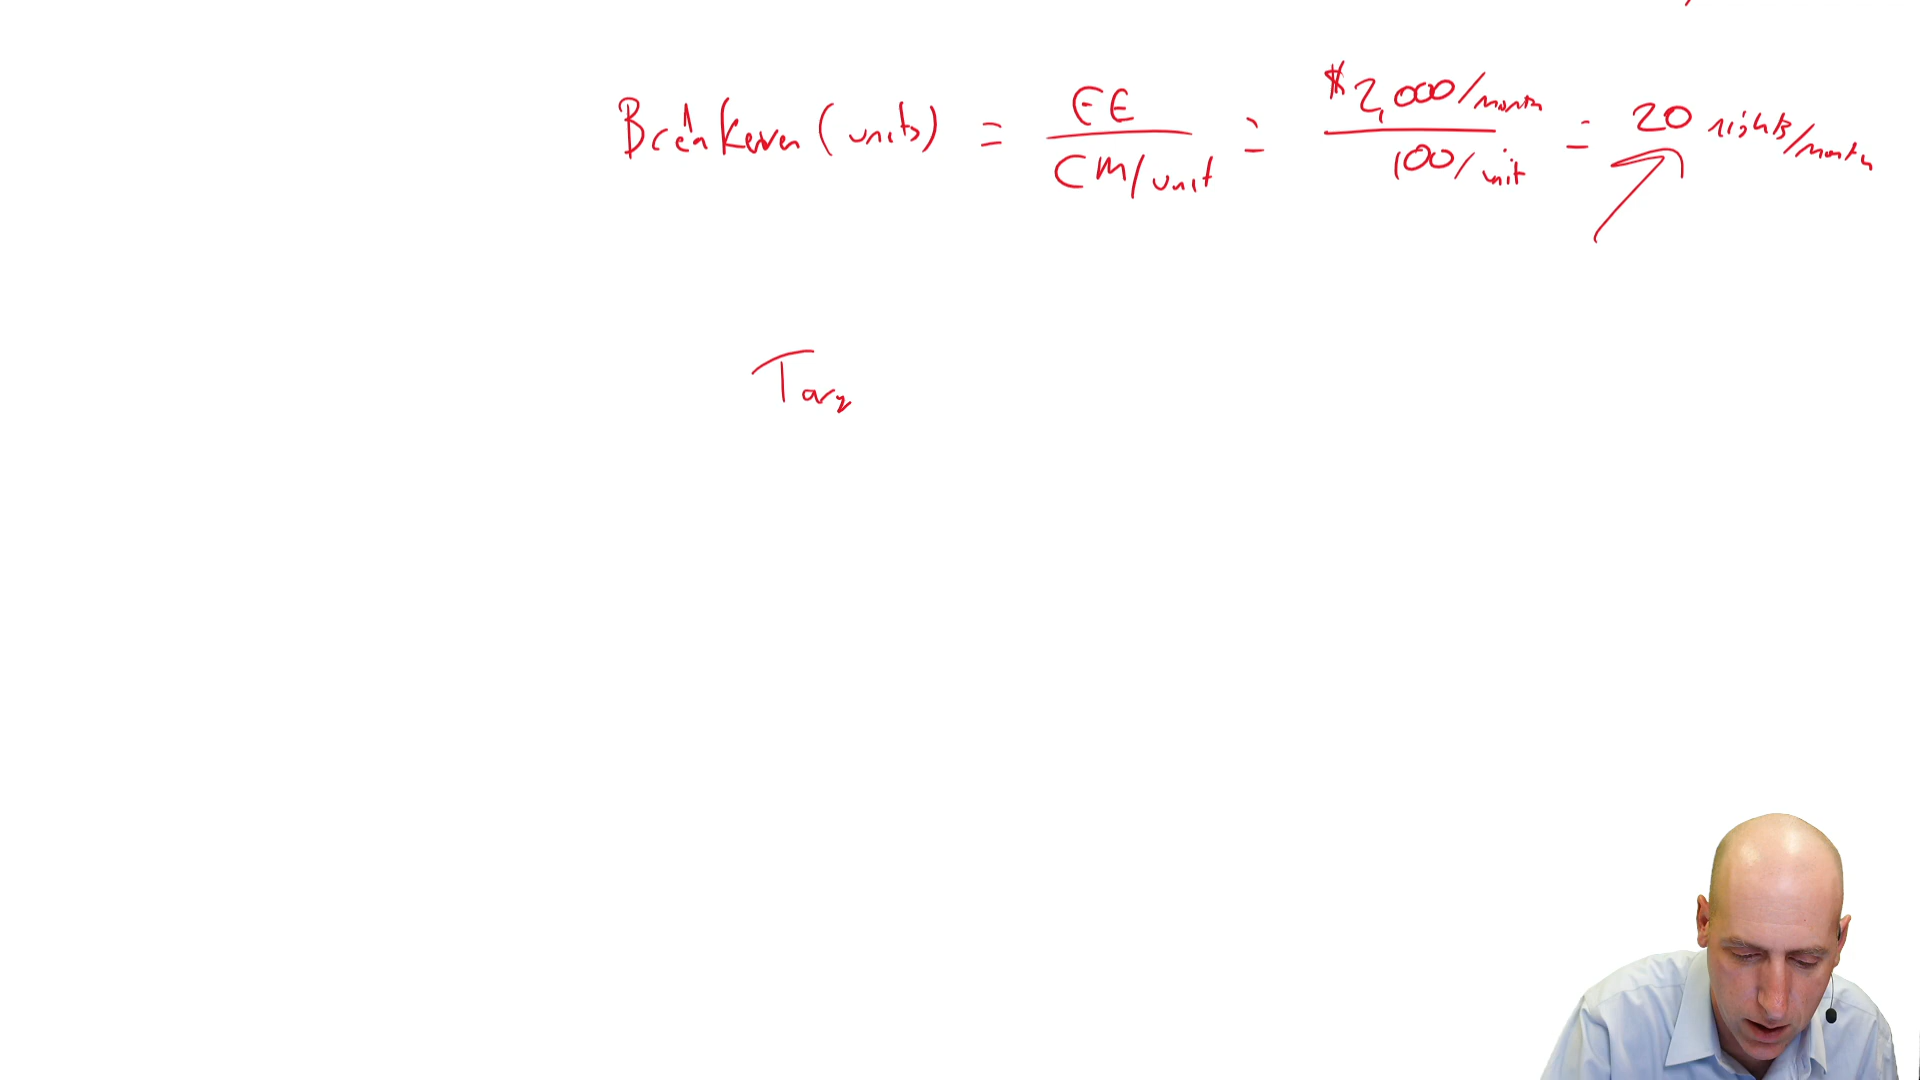 Breakeven (units) = FE / CM/unit = $2,000/month / 100/unit = 20 nights/month
Targ